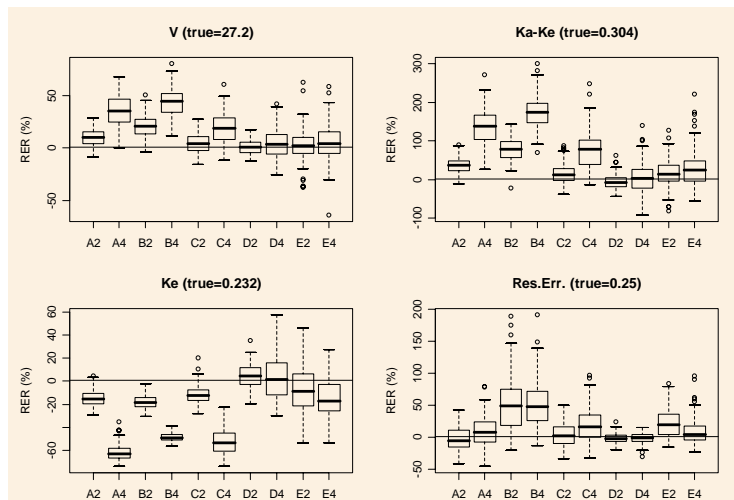 V (true=27.2)
RER (%)
50
0
-50
A2 A4 B2 B4 C2 C4 D2 D4 E2 E4
Ka-Ke (true=0.304)
RER (%)
300
200
100
0
-100
A2 A4 B2 B4 C2 C4 D2 D4 E2 E4
Ke (true=0.232)
RER (%)
60
40
20
0
-20
-60
A2 A4 B2 B4 C2 C4 D2 D4 E2 E4
Res.Err. (true=0.25)
RER (%)
200
150
100
50
0
-50
A2 A4 B2 B4 C2 C4 D2 D4 E2 E4